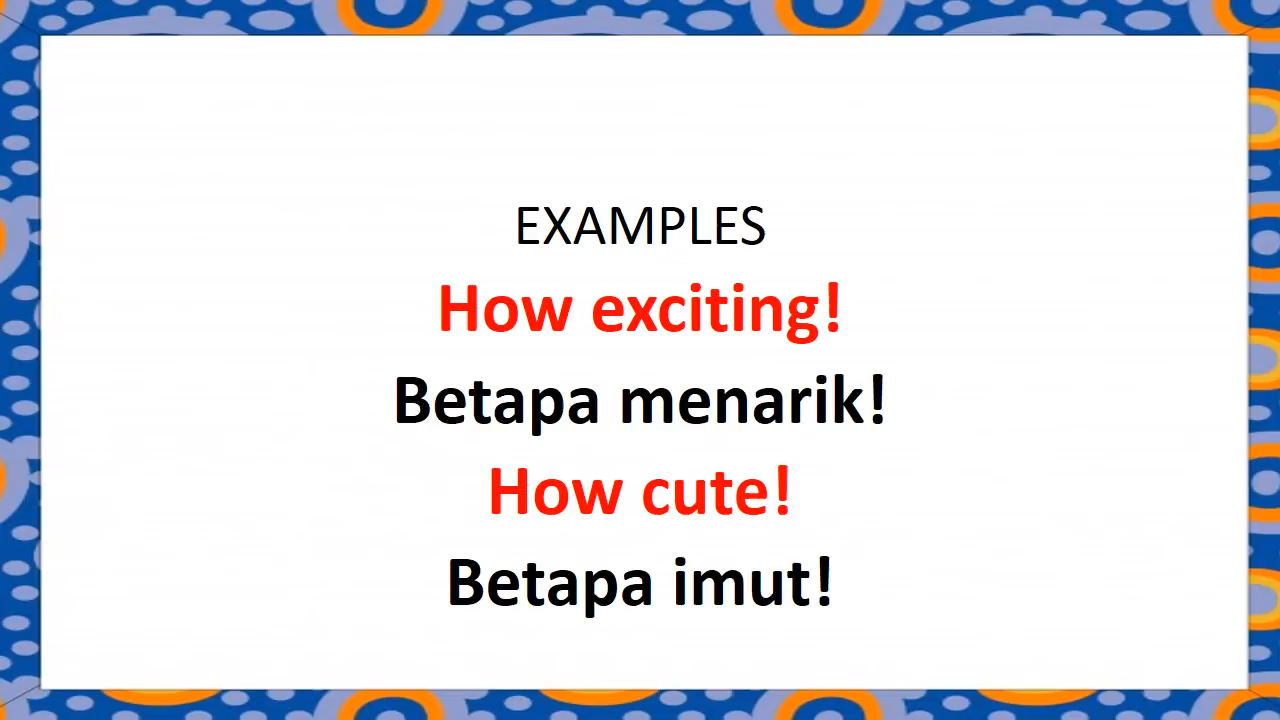 EXAMPLES
How exciting!
Betapa menarik!
How cute!
Betapa imut!